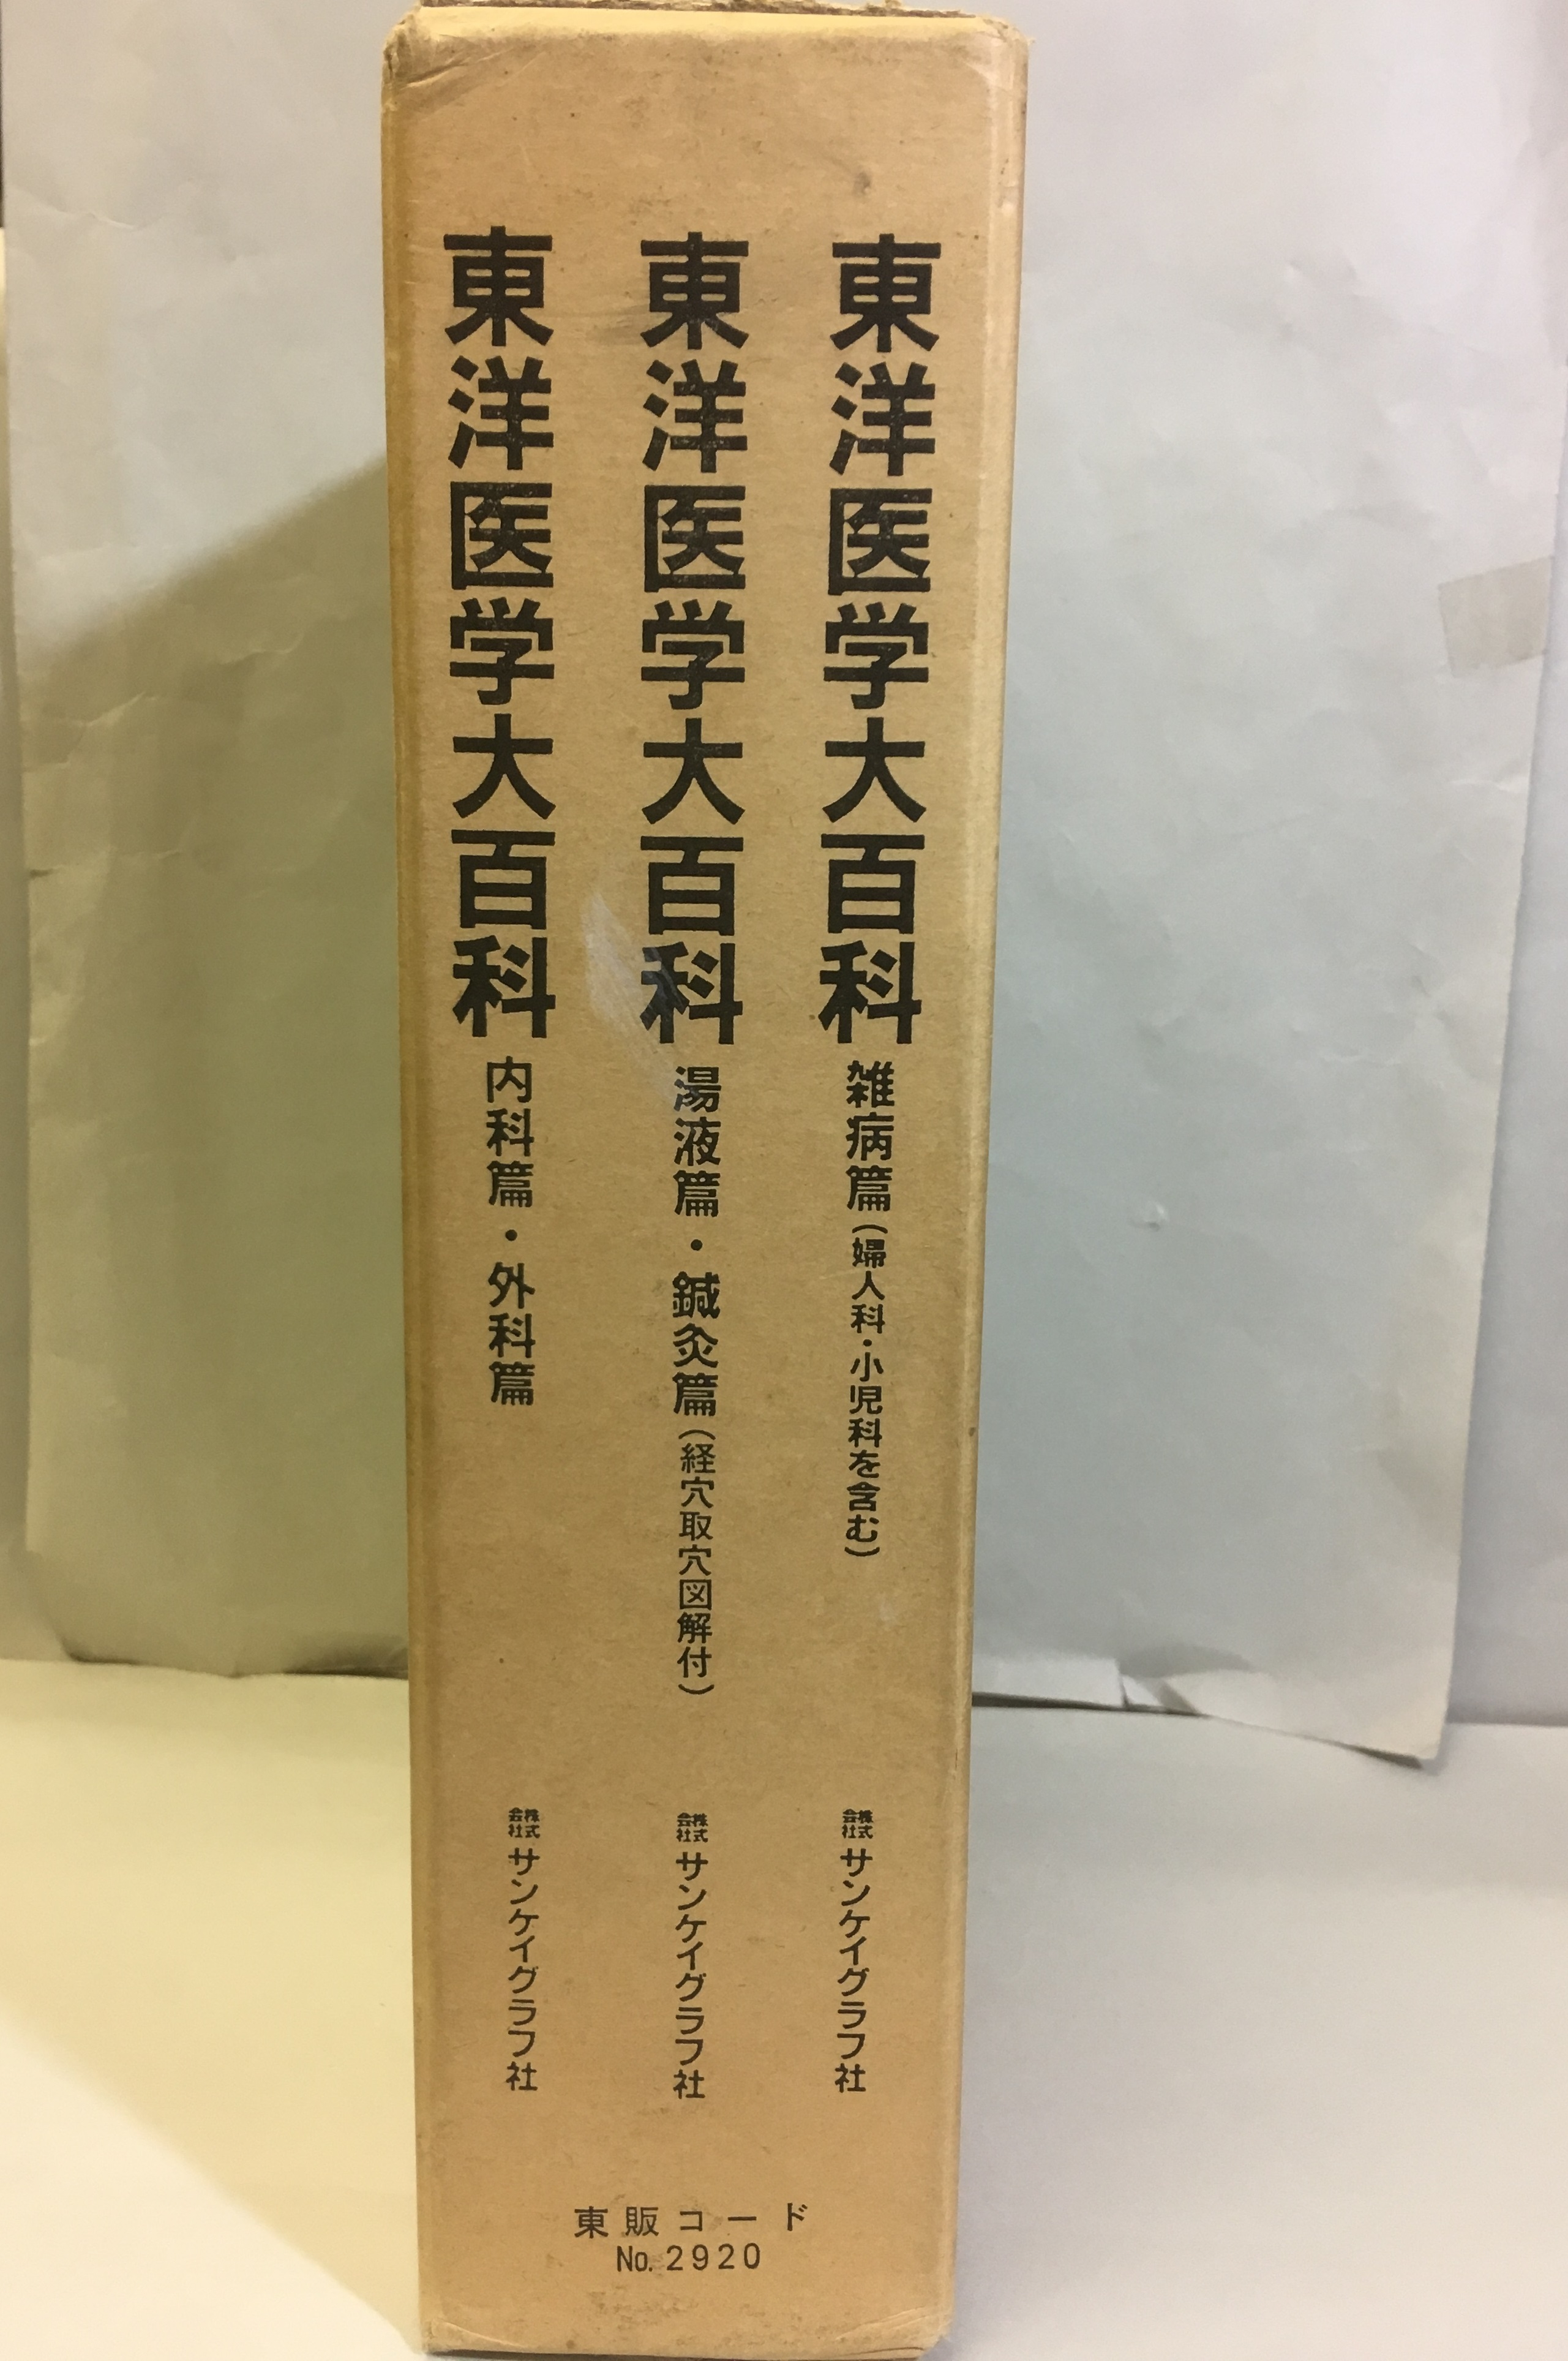 東洋医学大百科 雑病篇(婦人科・小児科を含む) 株式会社サンケイグラフ社
東洋医学大百科 湯液篇・鍼灸篇(経穴取穴図解付) 株式会社サンケイグラフ社
東洋医学大百科 内科篇・外科篇 株式会社サンケイグラフ社
東販コード
No.2920